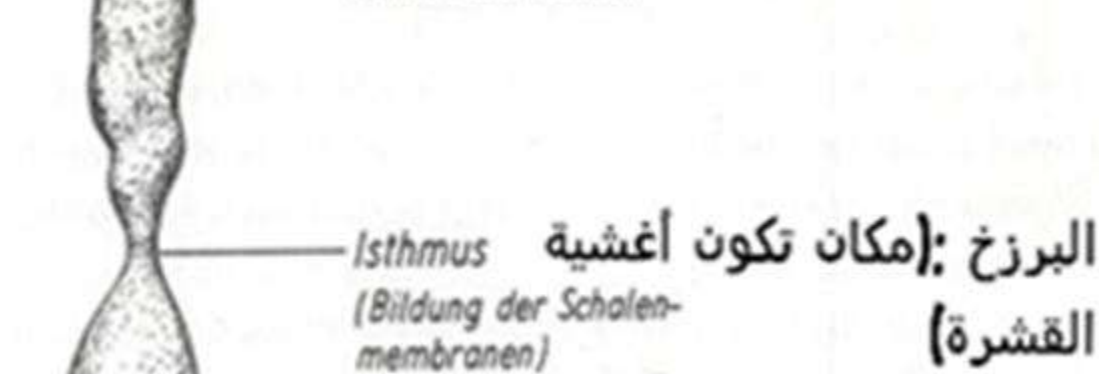 Isthmus
(Bildung der Schalen-
membranen)
البرزخ :(مكان تكون أغشية
القشرة)